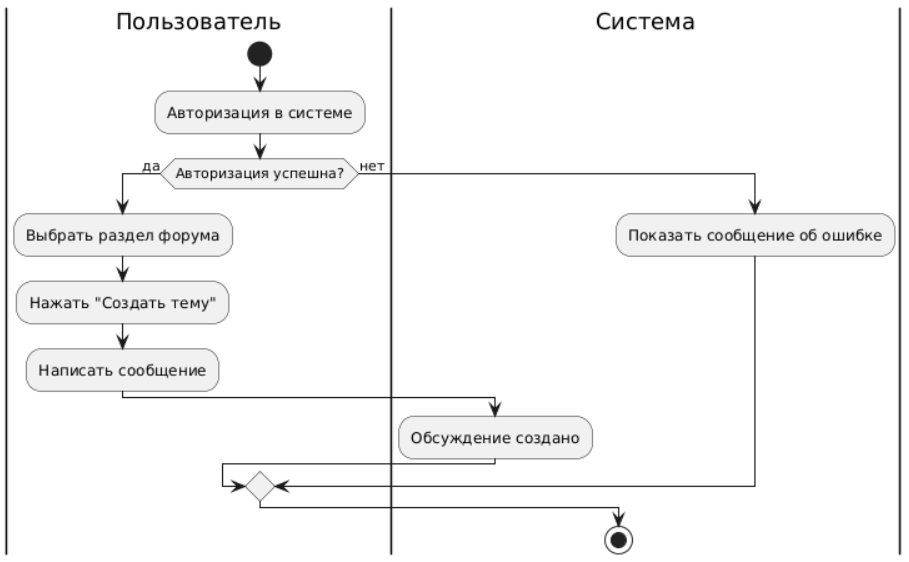 Пользователь
Система
Авторизация в системе
да
Авторизация успешна?
нет
Выбрать раздел форума
Показать сообщение об ошибке
Нажать "Создать тему"
Написать сообщение
Обсуждение создано